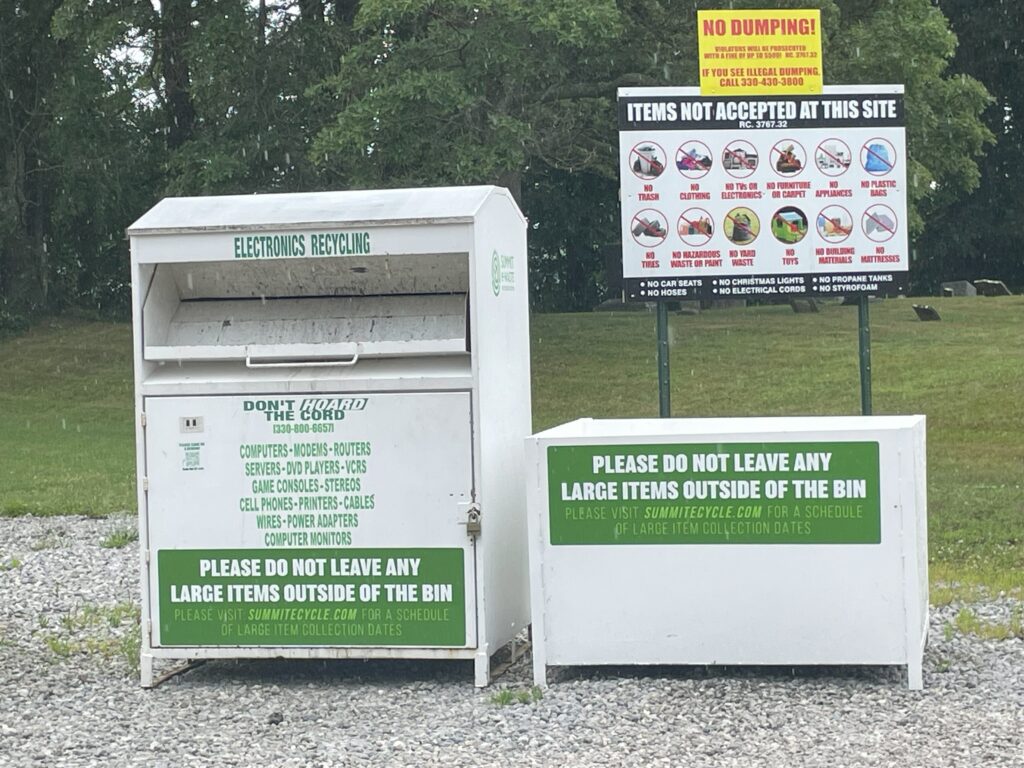 NO DUMPING!
VIOLATORS WILL BE PROSECUTED
WITH A FINE OF UP TO $500! RC. 3767.32
IF YOU SEE ILLEGAL DUMPING,
CALL 330-430-3800
ITEMS NOT ACCEPTED AT THIS SITE
RC. 3767.32
NO TRASH
NO CLOTHING
NO TVs OR ELECTRONICS
NO FURNITURE OR CARPET
NO APPLIANCES
NO PLASTIC BAGS
NO TIRES
NO HAZARDOUS WASTE OR PAINT
NO YARD WASTE
NO TOYS
NO BUILDING MATERIALS
NO MATTRESSES
• NO CAR SEATS • NO CHRISTMAS LIGHTS • NO PROPANE TANKS
• NO HOSES • NO ELECTRICAL CORDS • NO STYROFOAM
ELECTRONICS RECYCLING
SUMMIT
E-WASTE
DON'T HOARD
THE CORD
(330-800-6657)
COMPUTERS - MODEMS - ROUTERS
SERVERS - DVD PLAYERS - VCRS
GAME CONSOLES - STEREOS
CELL PHONES - PRINTERS - CABLES
WIRES - POWER ADAPTERS
COMPUTER MONITORS
PLEASE DO NOT LEAVE ANY
LARGE ITEMS OUTSIDE OF THE BIN
PLEASE VISIT SUMMITECYCLE.COM FOR A SCHEDULE
OF LARGE ITEM COLLECTION DATES
PLEASE DO NOT LEAVE ANY
LARGE ITEMS OUTSIDE OF THE BIN
PLEASE VISIT SUMMITECYCLE.COM FOR A SCHEDULE
OF LARGE ITEM COLLECTION DATES